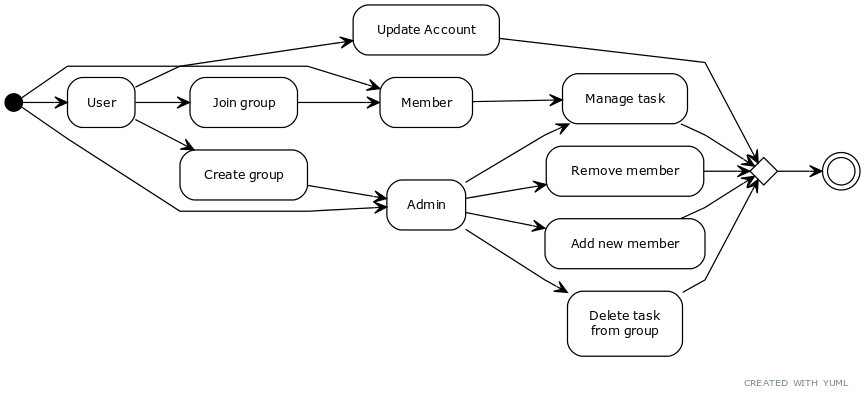 Update Account
User
Join group
Member
Manage task
Create group
Remove member
Admin
Add new member
Delete task
from group
CREATED WITH YUML